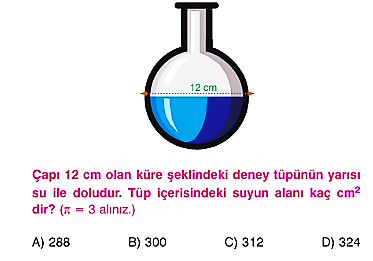 12 cm
Çapı 12 cm olan küre şeklindeki deney tüpünün yarısı
su ile doludur. Tüp içerisindeki suyun alanı kaç cm²
dir? (π = 3 alınız.)
A) 288 B) 300 C) 312 D) 324